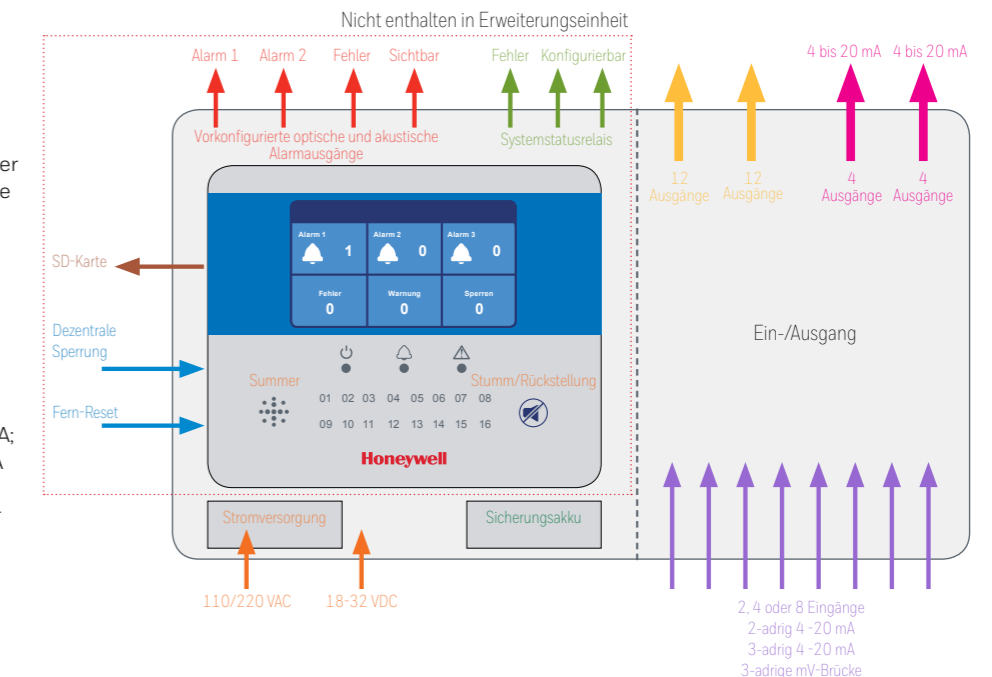 Nicht enthalten in Erweiterungseinheit
Alarm 1 Alarm 2 Fehler Sichtbar Fehler Konfigurierbar
4 bis 20 mA 4 bis 20 mA
Vorkonfigurierte optische und akustische
Alarmausgänge
Systemstatusrelais
er
e
12
Ausgänge
12
Ausgänge
4
Ausgänge
4
Ausgänge
Alarm 1
1
Alarm 2
0
Alarm 3
0
SD-Karte
Fehler
0
Warnung
0
Sperren
0
Dezentrale
Sperrung
Ein-/Ausgang
Summer
Stumm/Rückstellung
01 02 03 04 05 06 07 08
Fern-Reset
09 10 11 12 13 14 15 16
A;
A
Honeywell
Stromversorgung
Sicherungsakku
110/220 VAC
18-32 VDC
2, 4 oder 8 Eingänge
2-adrig 4 -20 mA
3-adrig 4 -20 mA
3-adrige mV-Brücke